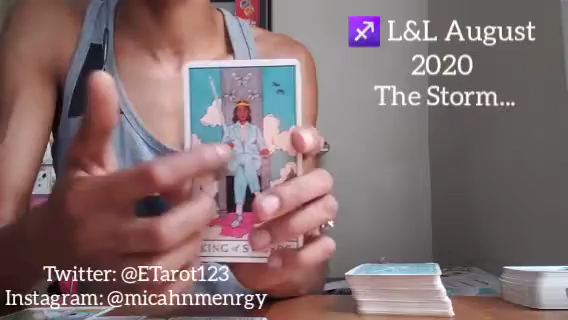 ♐ L&L August
2020
The Storm...
KING of S
Twitter: @ETarot123
Instagram: @micahnmenrgy